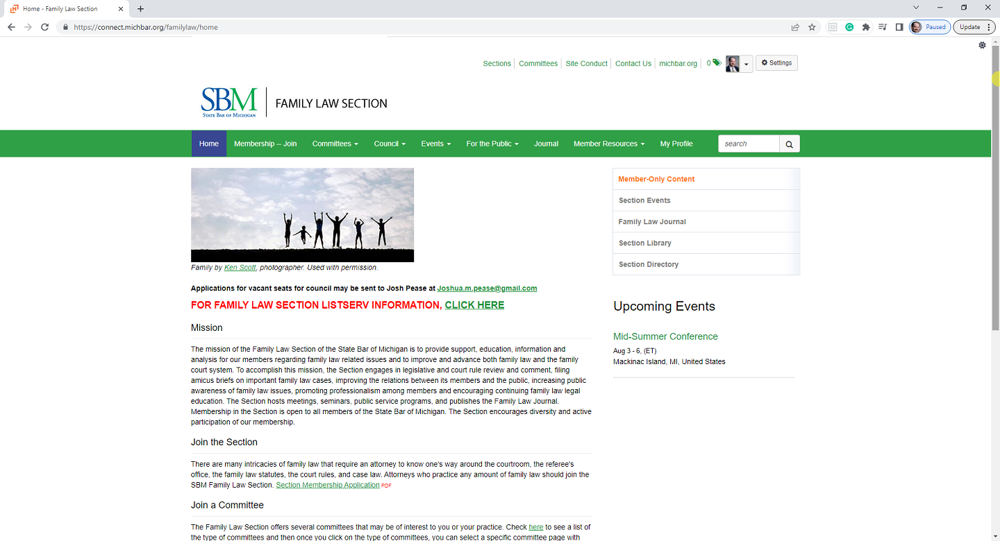 Home - Family Law Section
https://connect.michbar.org/familylaw/home
Paused
Update
Sections
Committees
Site Conduct
Contact Us
michbar.org
0
Settings
SBM
STATE BAR OF MICHIGAN
FAMILY LAW SECTION
Home
Membership -- Join
Committees
Council
Events
For the Public
Journal
Member Resources
My Profile
search
Family by Ken Scott, photographer. Used with permission.
Applications for vacant seats for council may be sent to Josh Pease at Joshua.m.pease@gmail.com
FOR FAMILY LAW SECTION LISTSERV INFORMATION, CLICK HERE
Mission
The mission of the Family Law Section of the State Bar of Michigan is to provide support, education, information and
analysis for our members regarding family law related issues and to improve and advance both family law and the family
court system. To accomplish this mission, the Section engages in legislative and court rule review and comment, filing
amicus briefs on important family law cases, improving the relations between its members and the public, increasing public
awareness of family law issues, promoting professionalism among members and encouraging continuing family law legal
education. The Section hosts meetings, seminars, public service programs, and publishes the Family Law Journal.
Membership in the Section is open to all members of the State Bar of Michigan. The Section encourages diversity and active
participation of our membership.
Join the Section
There are many intricacies of family law that require an attorney to know one's way around the courtroom, the referee's
office, the family law statutes, the court rules, and case law. Attorneys who practice any amount of family law should join the
SBM Family Law Section. Section Membership Application PDF
Join a Committee
The Family Law Section offers several committees that may be of interest to you or your practice. Check here to see a list of
the type of committees and then once you click on the type of committees, you can select a specific committee page with
Member-Only Content
Section Events
Family Law Journal
Section Library
Section Directory
Upcoming Events
Mid-Summer Conference
Aug 3 - 6, (ET)
Mackinac Island, MI, United States